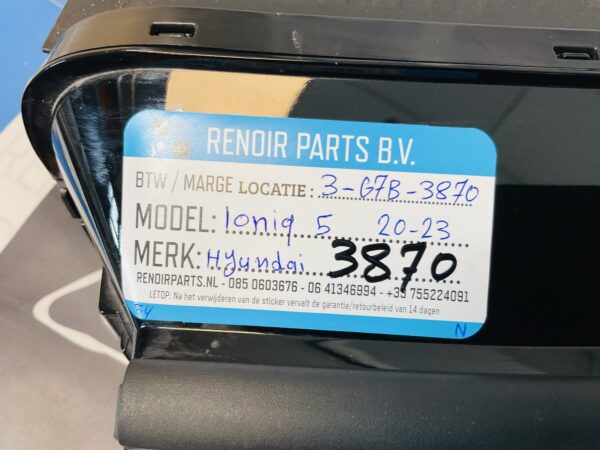 RENOIR PARTS B.V.
BTW / MARGE LOCATIE: 3-G7B-3870
MODEL: Ioniq 5 20-23
MERK: Hyundai 3870
RENOIRPARTS.NL - 085 0603676 - 06 41346994 - +33 755224091
LETOP: Na het verwijderen van de sticker vervalt de garantie/retourbeleid van 14 dagen
N